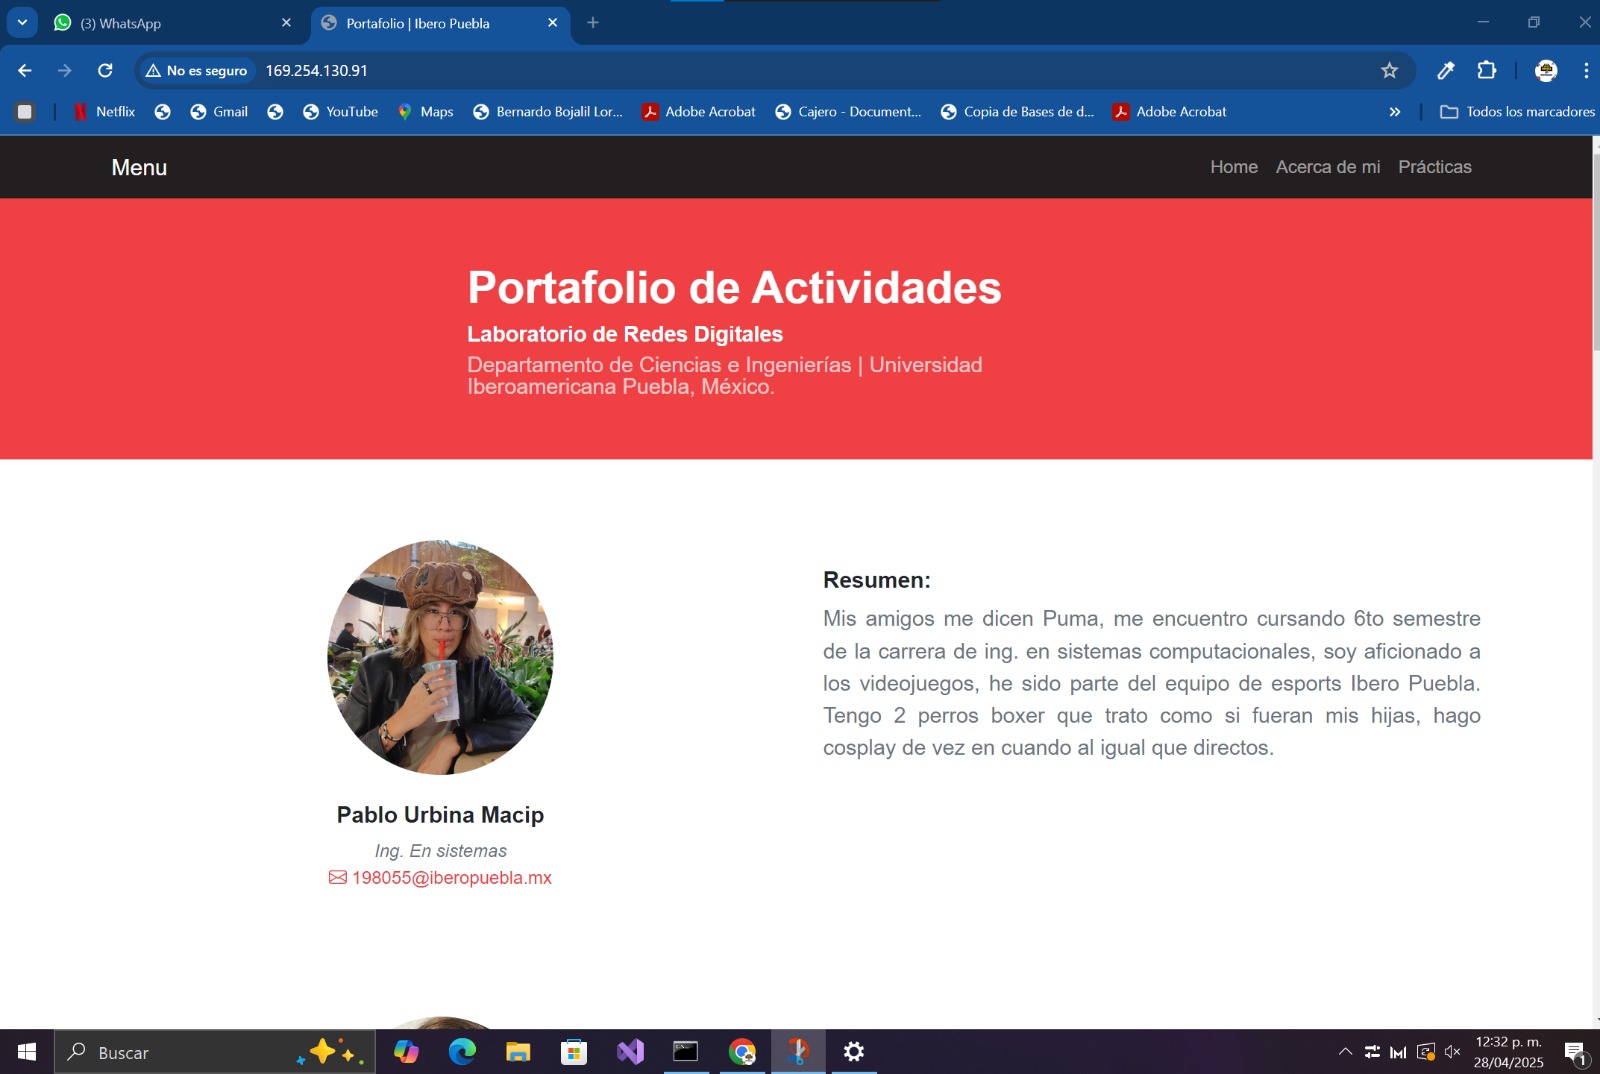 (3) WhatsApp
Portafolio | Ibero Puebla
No es seguro
169.254.130.91
Netflix
Gmail
YouTube
Maps
Bernardo Bojalil Lor...
Adobe Acrobat
Cajero - Document...
Copia de Bases de d...
Adobe Acrobat
Todos los marcadores
Menu
Home
Acerca de mi
Prácticas
Portafolio de Actividades
Laboratorio de Redes Digitales
Departamento de Ciencias e Ingenierías | Universidad
Iberoamericana Puebla, México.
Resumen:
Mis amigos me dicen Puma, me encuentro cursando 6to semestre
de la carrera de ing. en sistemas computacionales, soy aficionado a
los videojuegos, he sido parte del equipo de esports Ibero Puebla.
Tengo 2 perros boxer que trato como si fueran mis hijas, hago
cosplay de vez en cuando al igual que directos.
Pablo Urbina Macip
Ing. En sistemas
198055@iberopuebla.mx
Buscar
12:32 p. m.
28/04/2025
1